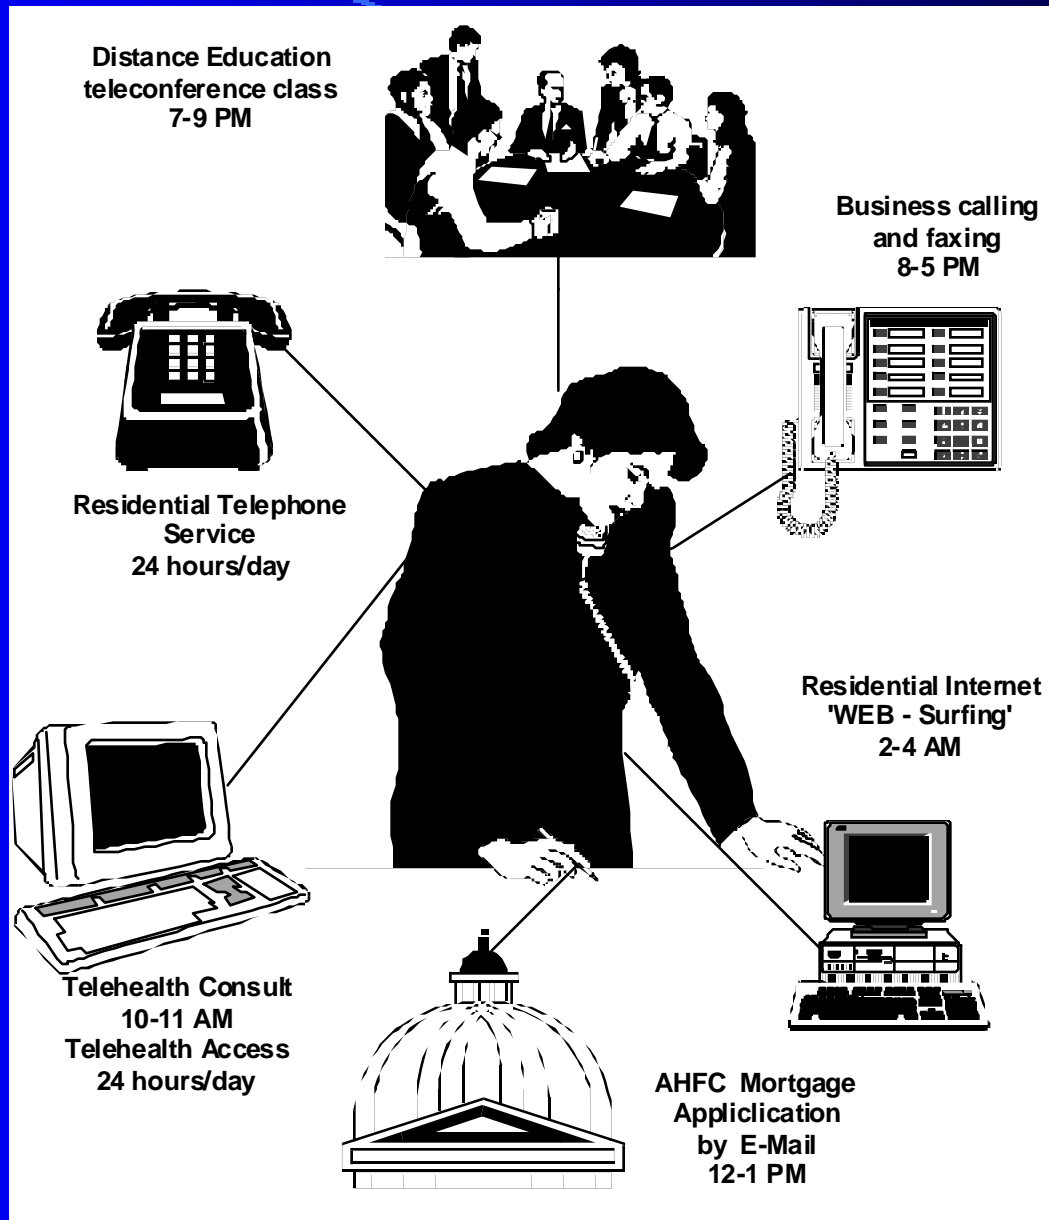 Distance Education
teleconference class
7-9 PM
Business calling
and faxing
8-5 PM
Residential Telephone
Service
24 hours/day
Residential Internet
'WEB - Surfing'
2-4 AM
Telehealth Consult
10-11 AM
Telehealth Access
24 hours/day
AHFC Mortgage
Appliclication
by E-Mail
12-1 PM